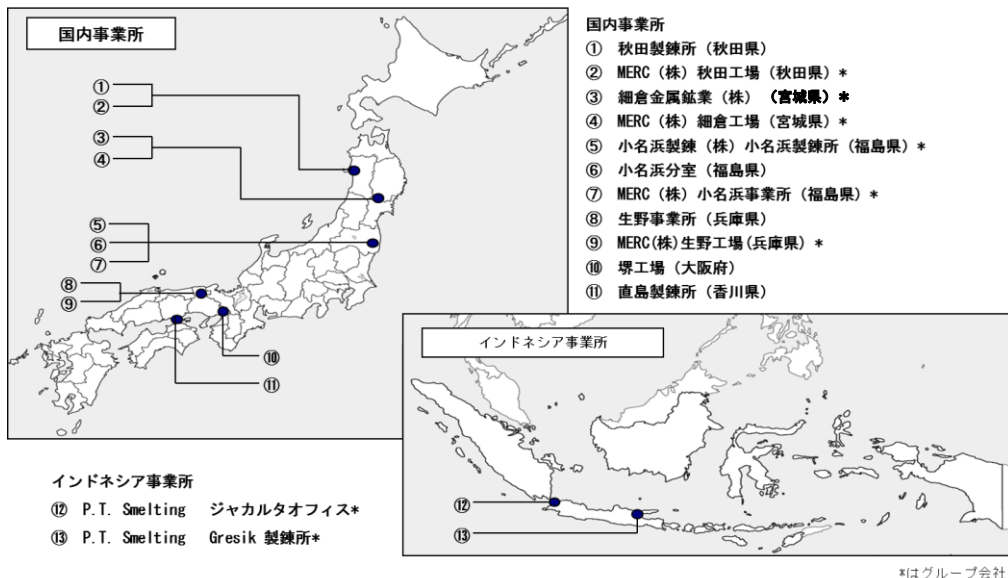 国内事業所
①
②
③
④
⑤
⑥
⑦
⑧
⑨
⑩
⑪
国内事業所
① 秋田製錬所（秋田県）
② MERC（株）秋田工場（秋田県）*
③ 細倉金属鉱業（株）（宮城県）*
④ MERC（株）細倉工場（宮城県）*
⑤ 小名浜製錬（株）小名浜製錬所（福島県）*
⑥ 小名浜分室（福島県）
⑦ MERC（株）小名浜事業所（福島県）*
⑧ 生野事業所（兵庫県）
⑨ MERC(株)生野工場(兵庫県）*
⑩ 堺工場（大阪府）
⑪ 直島製錬所（香川県）
インドネシア事業所
⑫
⑬
インドネシア事業所
⑫ P.T. Smelting ジャカルタオフィス*
⑬ P.T. Smelting Gresik 製錬所*
*はグループ会社